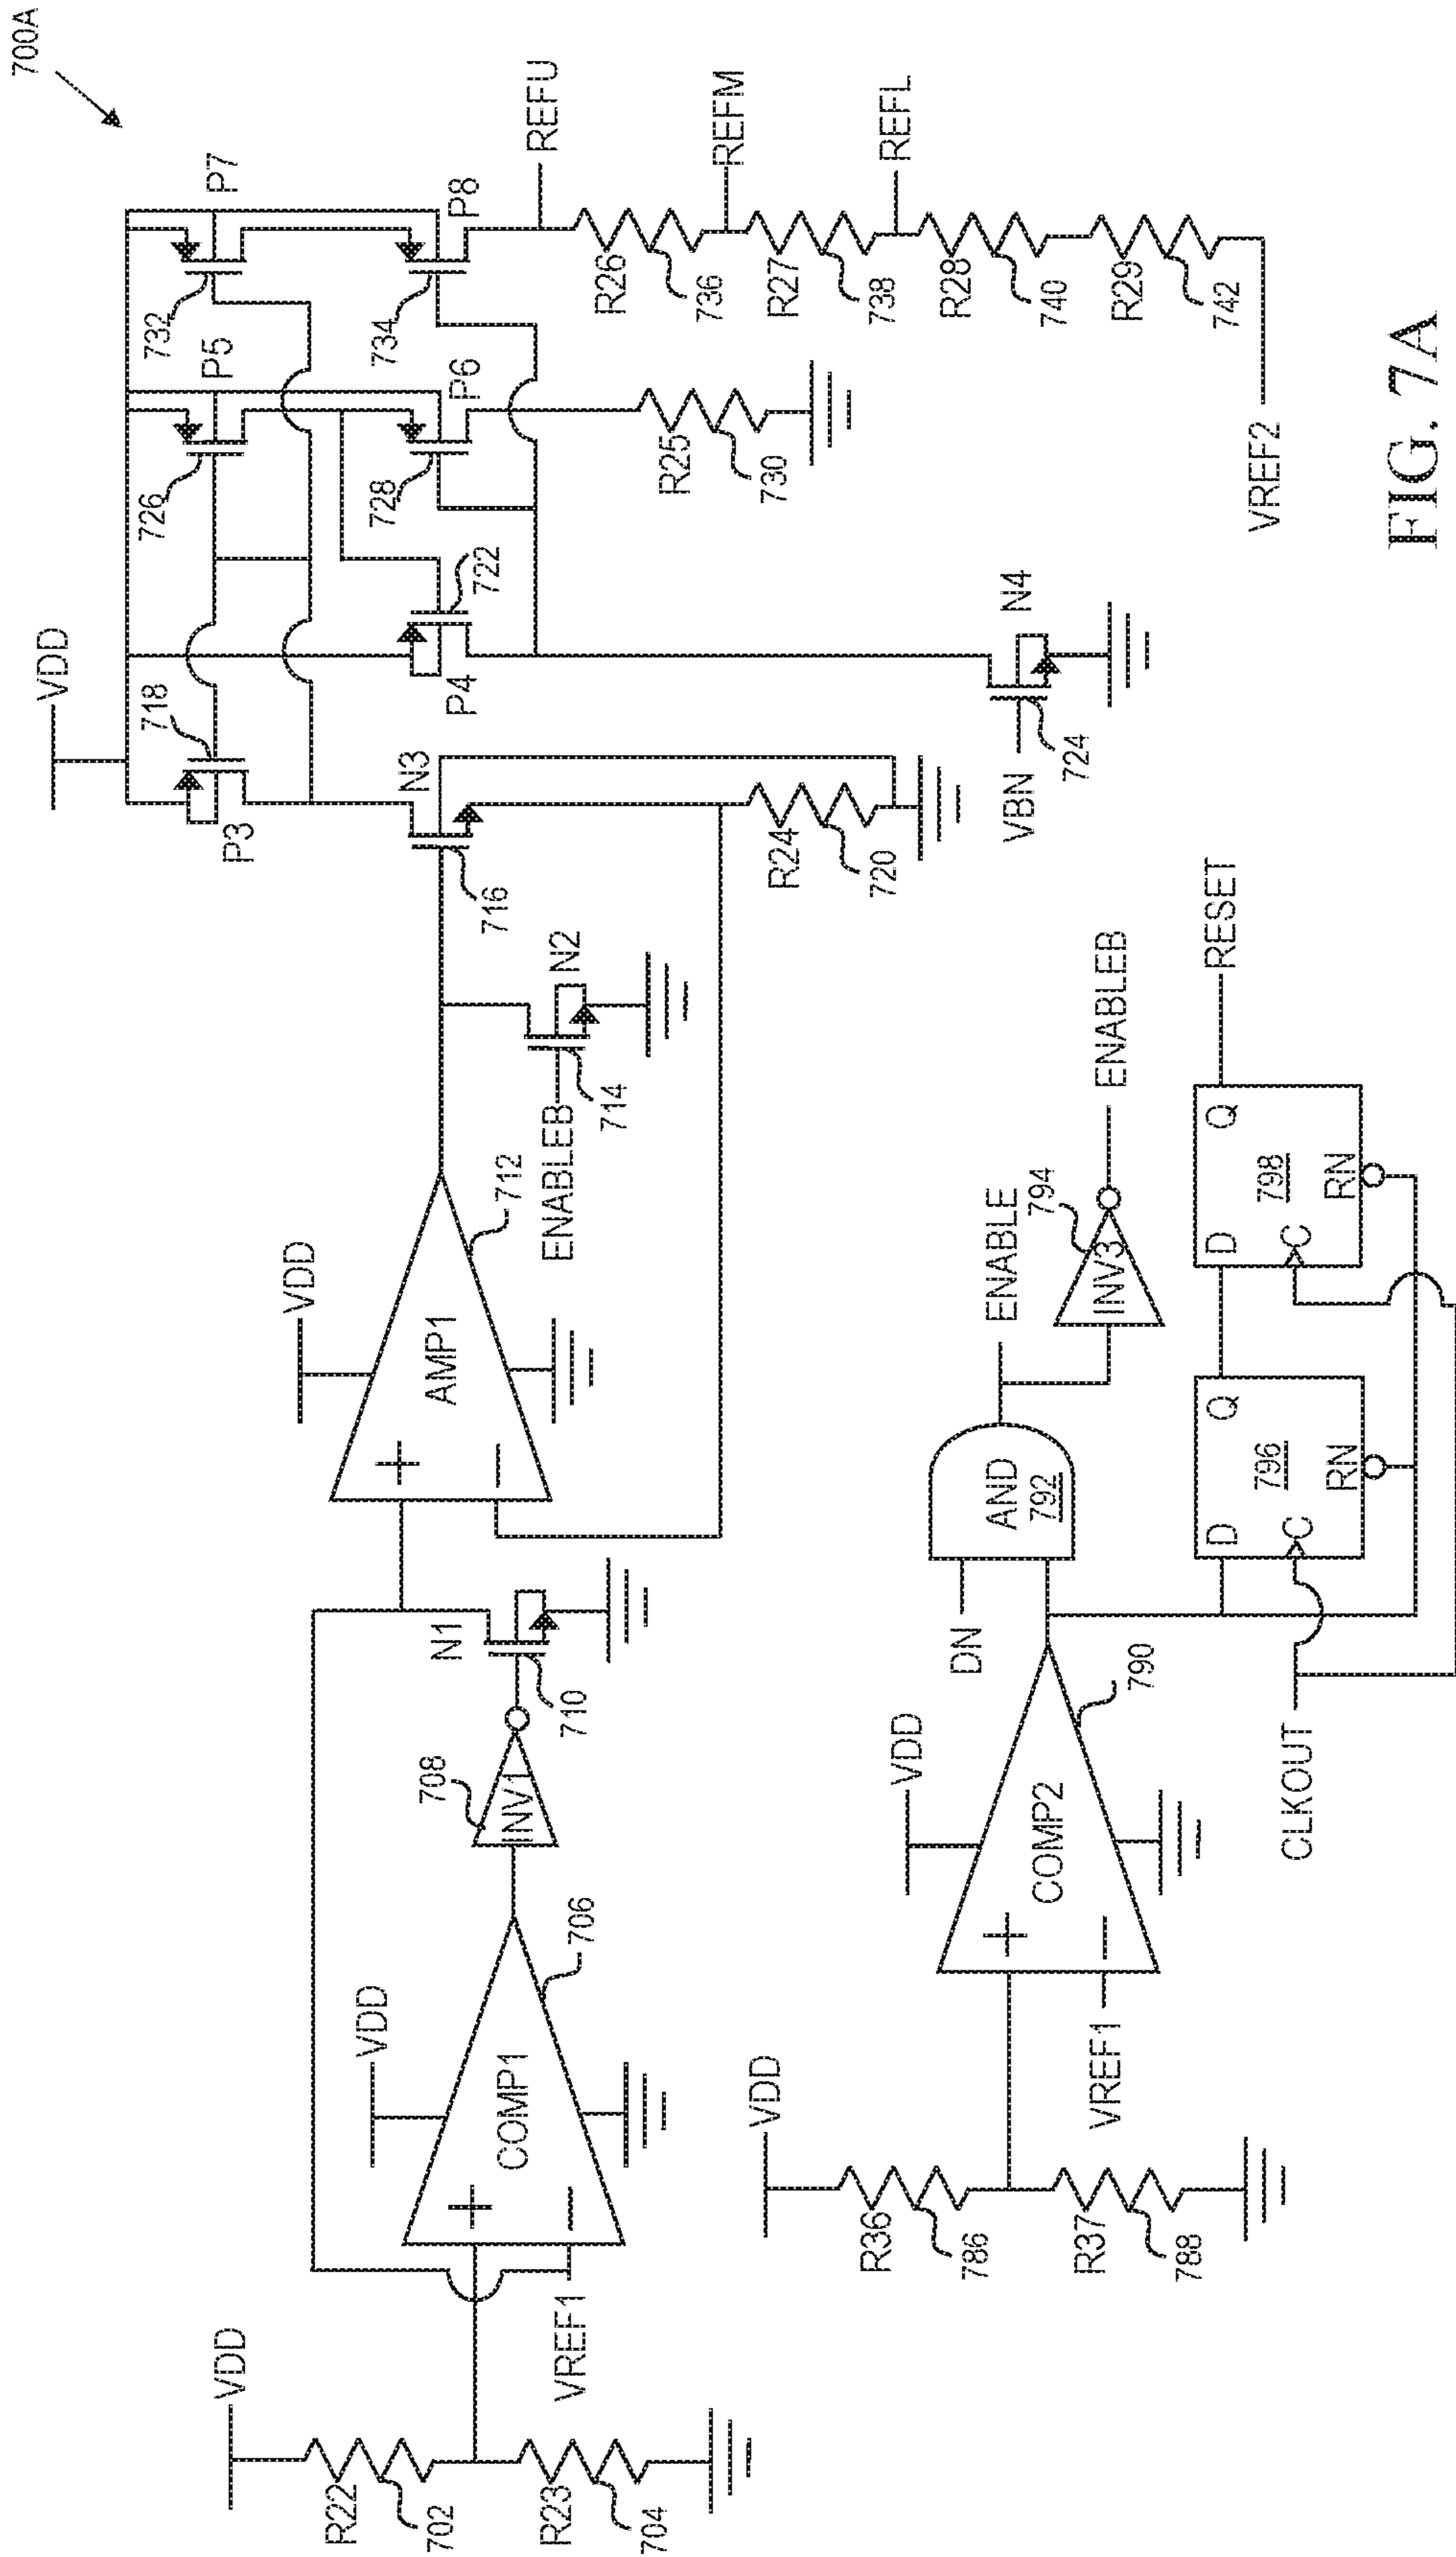 700A
VDD
R22
702
R23
704
VREF1
VDD
COMP1
+
—
706
708
INV1
N1
710
VDD
AMP1
+
—
712
ENABLEB
714
N2
716
N3
R24
720
VDD
718
P3
P4
722
VBN
724
N4
726
P5
728
P6
R25
730
732
P7
734
P8
REFU
R26
736
REFM
R27
738
REFL
R28
740
R29
742
VREF2
VDD
R36
786
R37
788
VREF1
VDD
COMP2
+
—
790
DN
AND
792
ENABLE
794
INV3
ENABLEB
CLKOUT
D
Q
796
C
RN
D
Q
798
C
RN
RESET
FIG. 7A